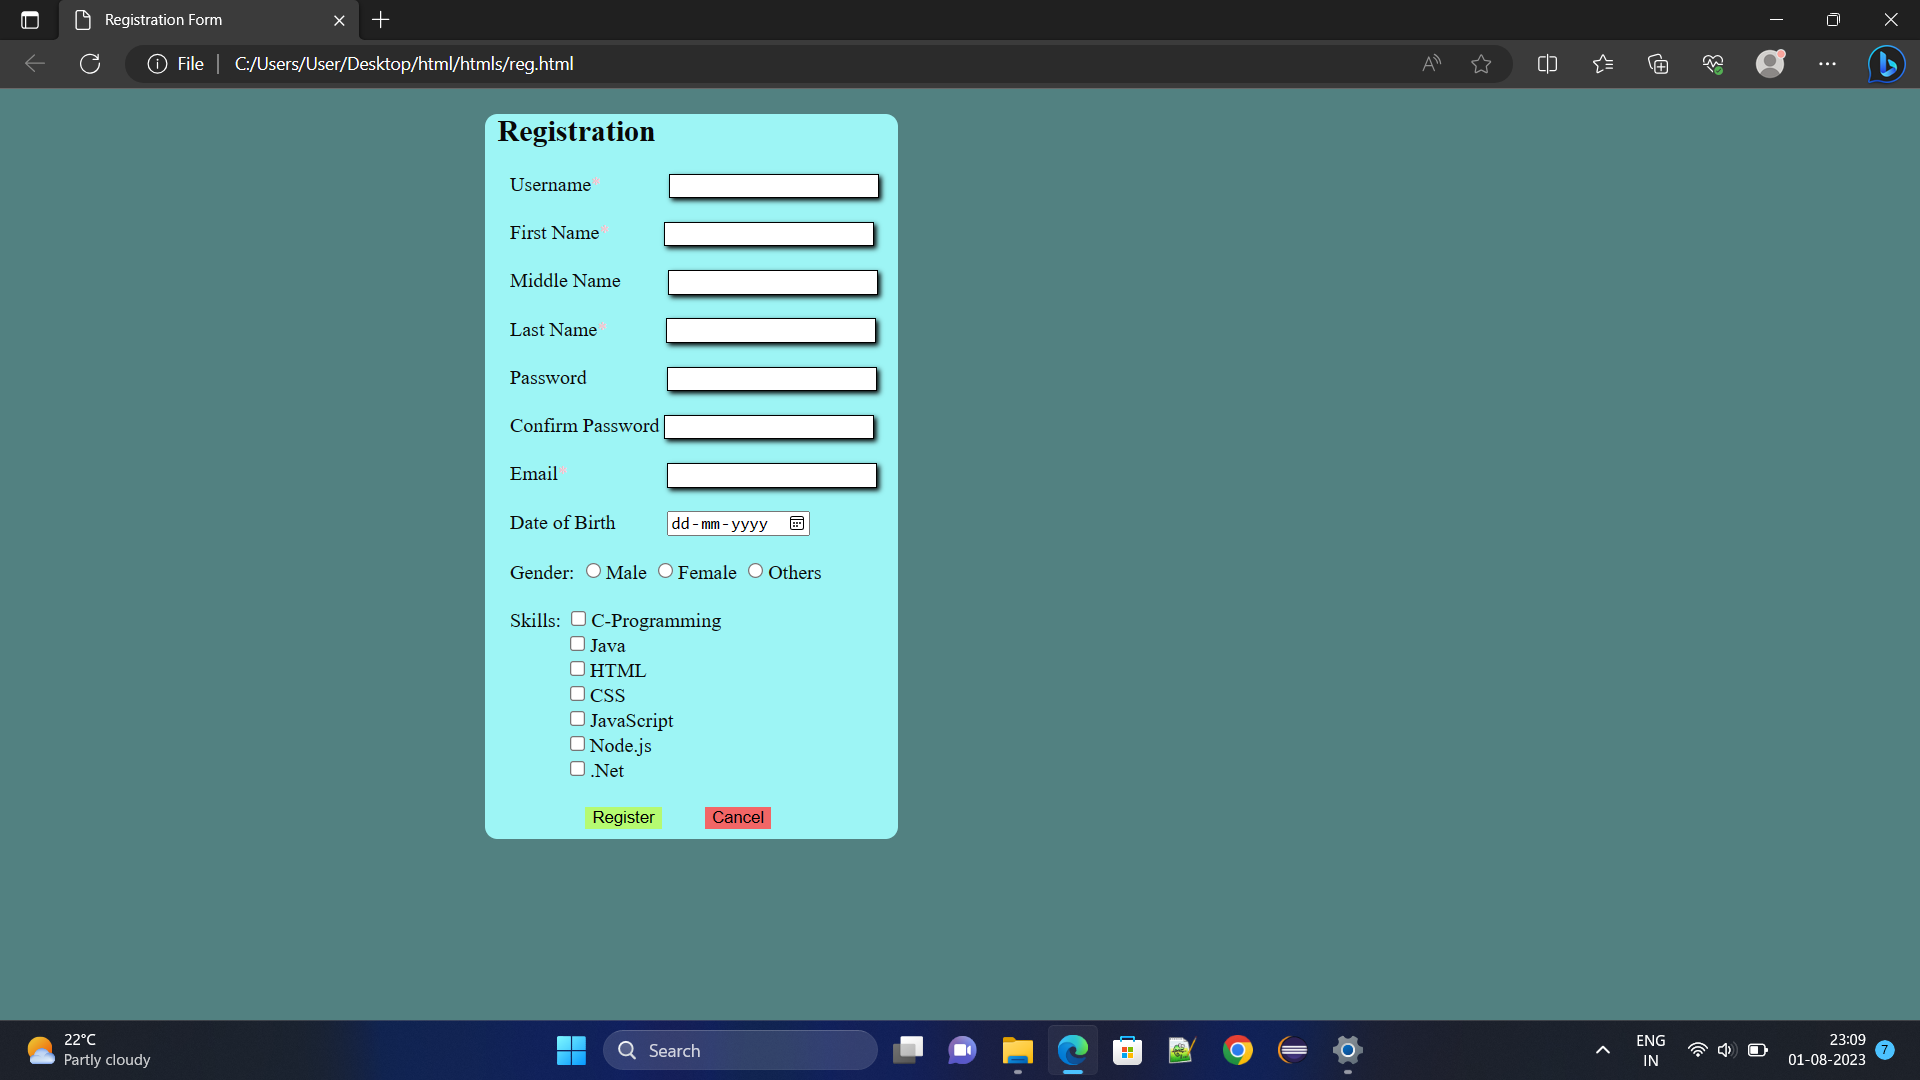 Registration Form
File
C:/Users/User/Desktop/html/htmls/reg.html
Registration
Username*
First Name*
Middle Name
Last Name*
Password
Confirm Password
Email*
Date of Birth dd-mm-yyyy
Gender: Male Female Others
Skills: C-Programming
Java
HTML
CSS
JavaScript
Node.js
.Net
Register Cancel
22°C
Partly cloudy
Search
ENG
IN
23:09
01-08-2023
7